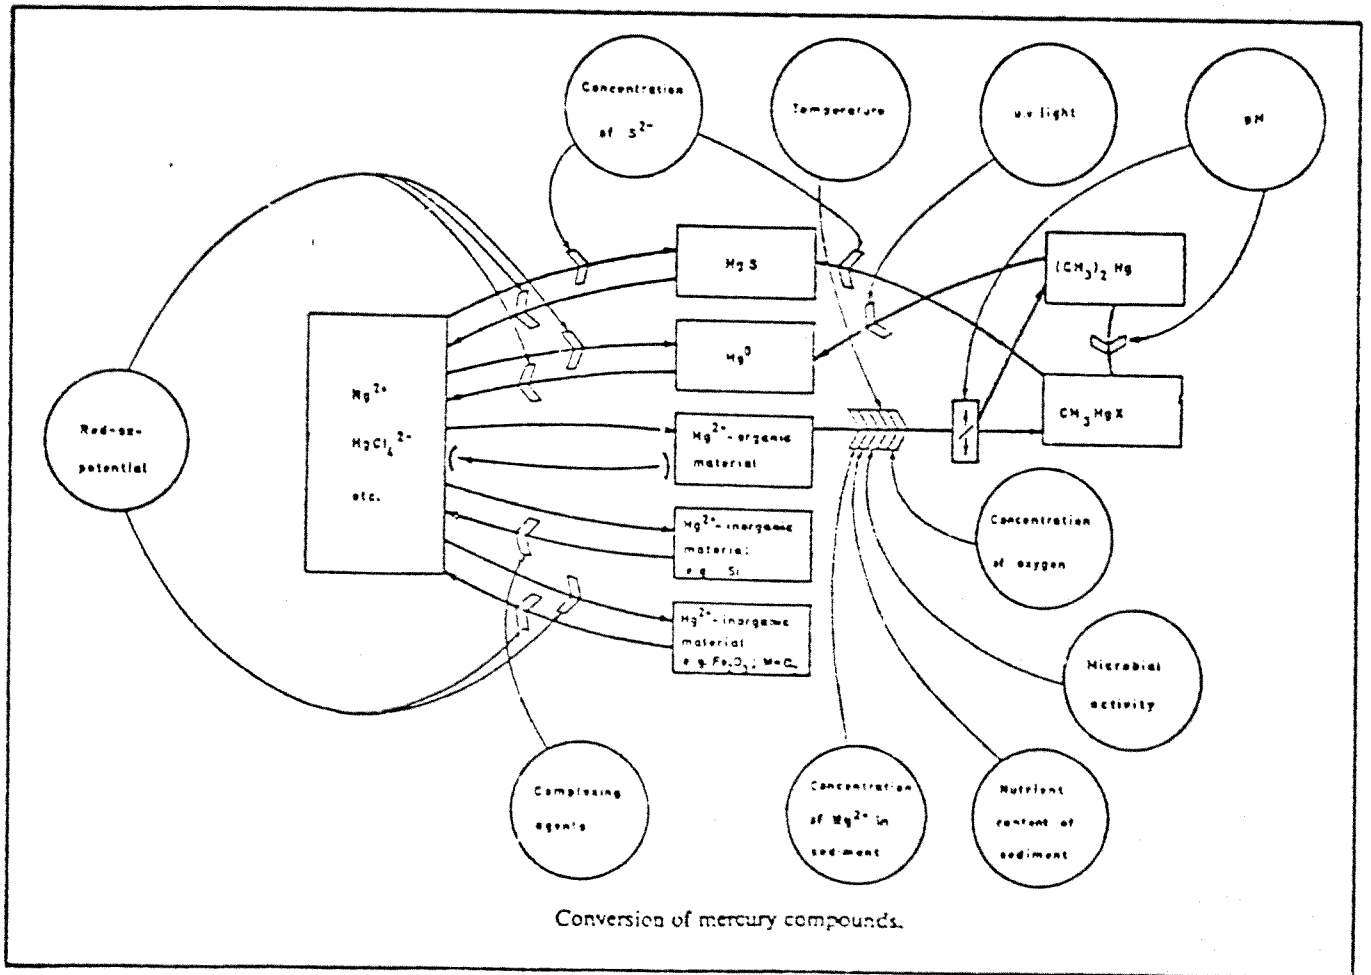 Concentration
of S²⁻
Temperature
u.v light
pH
Red-ox-
potential
Hg²⁺
HgCl₄²⁻
etc.
Hg S
Hg⁰
Hg²⁺-organic
material
Hg²⁺-inorganic
material
e.g. Si
Hg²⁺-inorganic
material
e.g. Fe₂O₃;
(CH₃)₂ Hg
CH₃HgX
Concentration
of oxygen
Microbial
activity
Complexing
agents
Concentration
of Hg²⁺ in
sediment
Nutrient
content of
sediment
Conversion of mercury compounds.